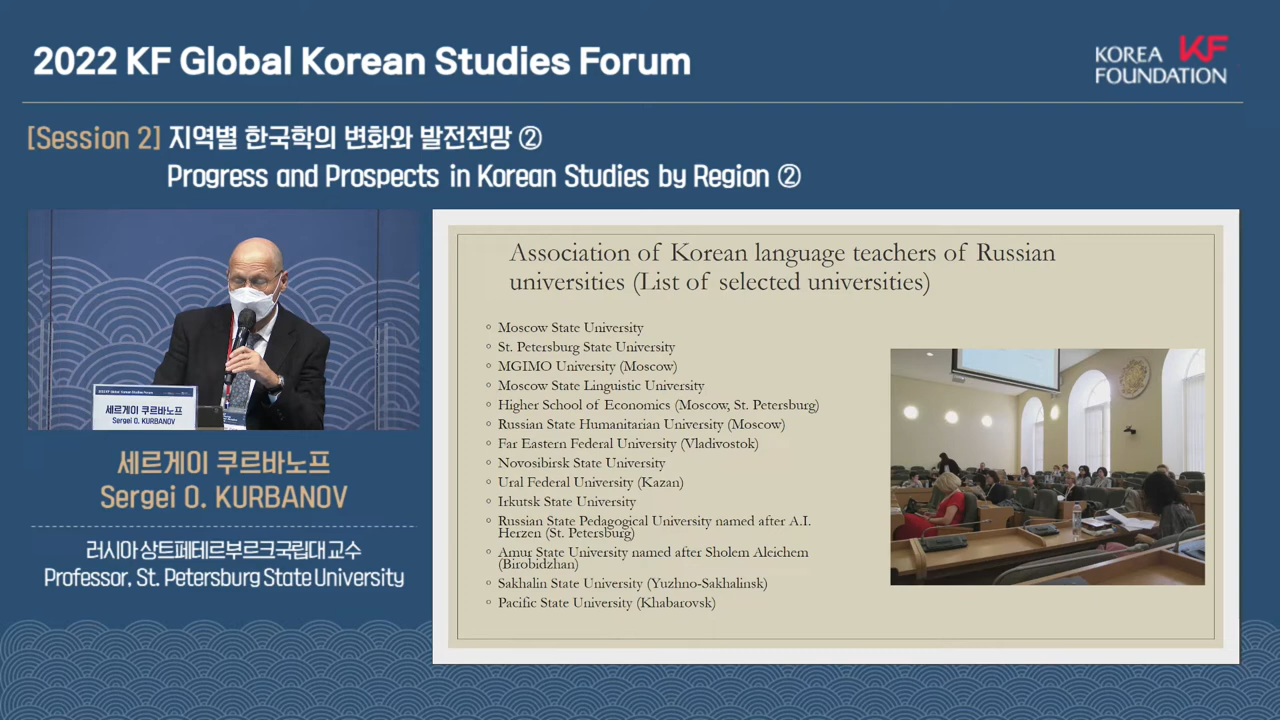 2022 KF Global Korean Studies Forum
KOREA KF
FOUNDATION
[Session 2] 지역별 한국학의 변화와 발전전망 ②
Progress and Prospects in Korean Studies by Region ②
2022 KF Global Korean Studies Forum
세르게이 쿠르바노프
Sergei O. KURBANOV
세르게이 쿠르바노프
Sergei O. KURBANOV
러시아 상트페테르부르크국립대 교수
Professor, St. Petersburg State University
Association of Korean language teachers of Russian
universities (List of selected universities)
◦ Moscow State University
◦ St. Petersburg State University
◦ MGIMO University (Moscow)
◦ Moscow State Linguistic University
◦ Higher School of Economics (Moscow, St. Petersburg)
◦ Russian State Humanitarian University (Moscow)
◦ Far Eastern Federal University (Vladivostok)
◦ Novosibirsk State University
◦ Ural Federal University (Kazan)
◦ Irkutsk State University
◦ Russian State Pedagogical University named after A.I.
Herzen (St. Petersburg)
◦ Amur State University named after Sholem Aleichem
(Birobidzhan)
◦ Sakhalin State University (Yuzhno-Sakhalinsk)
◦ Pacific State University (Khabarovsk)